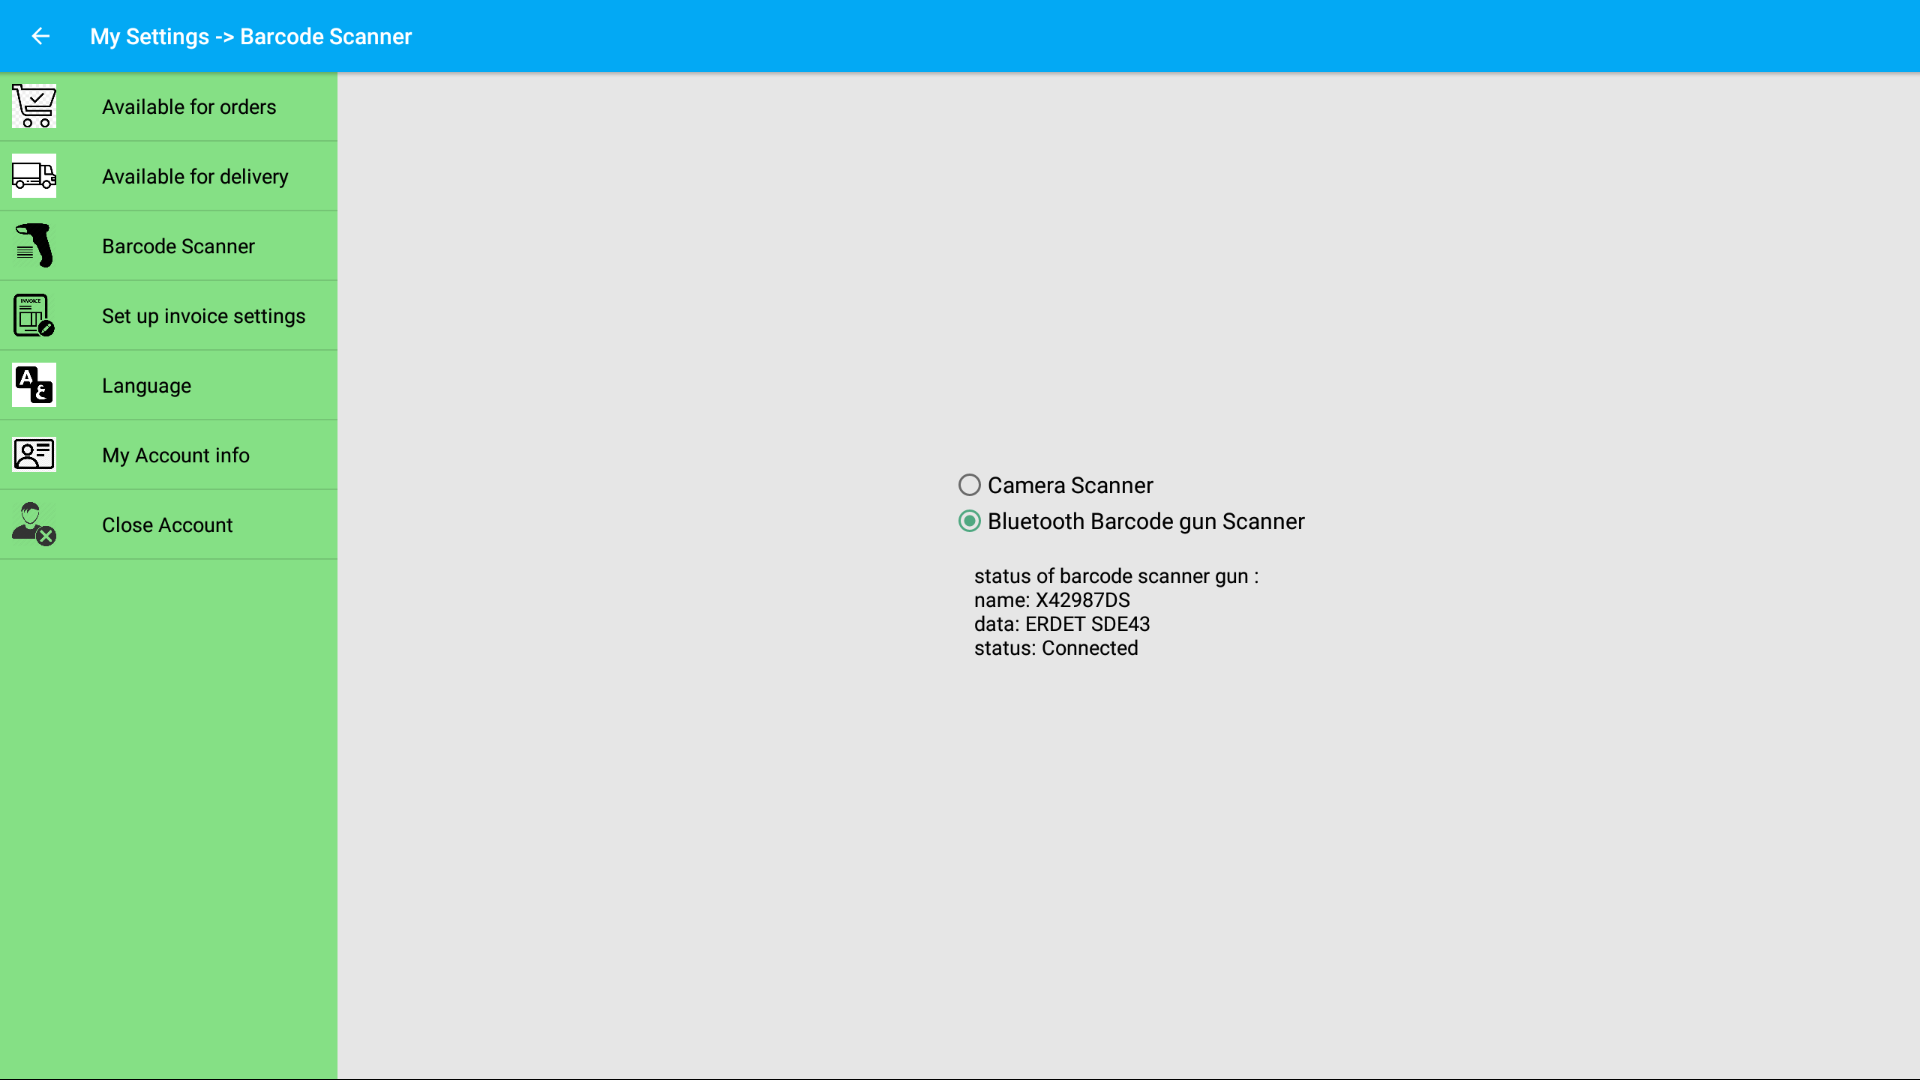 My Settings -> Barcode Scanner
Available for orders
Available for delivery
Barcode Scanner
INVOICE
Set up invoice settings
A
ع
Language
My Account info
Close Account
Camera Scanner
Bluetooth Barcode gun Scanner
status of barcode scanner gun :
name: X42987DS
data: ERDET SDE43
status: Connected